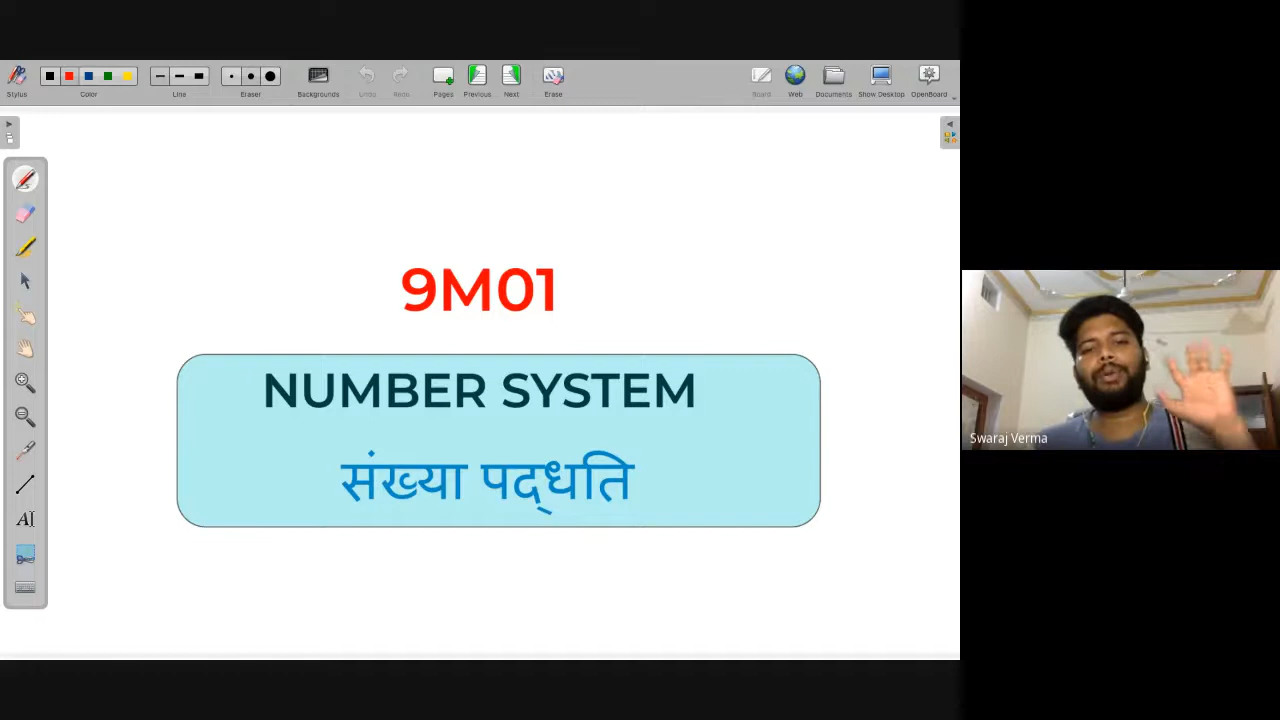 Stylus Color Line Eraser Backgrounds Undo Redo Pages Previous Next Erase Board Web Documents Show Desktop OpenBoard
9M01
NUMBER SYSTEM
संख्या पद्धति
Swaraj Verma